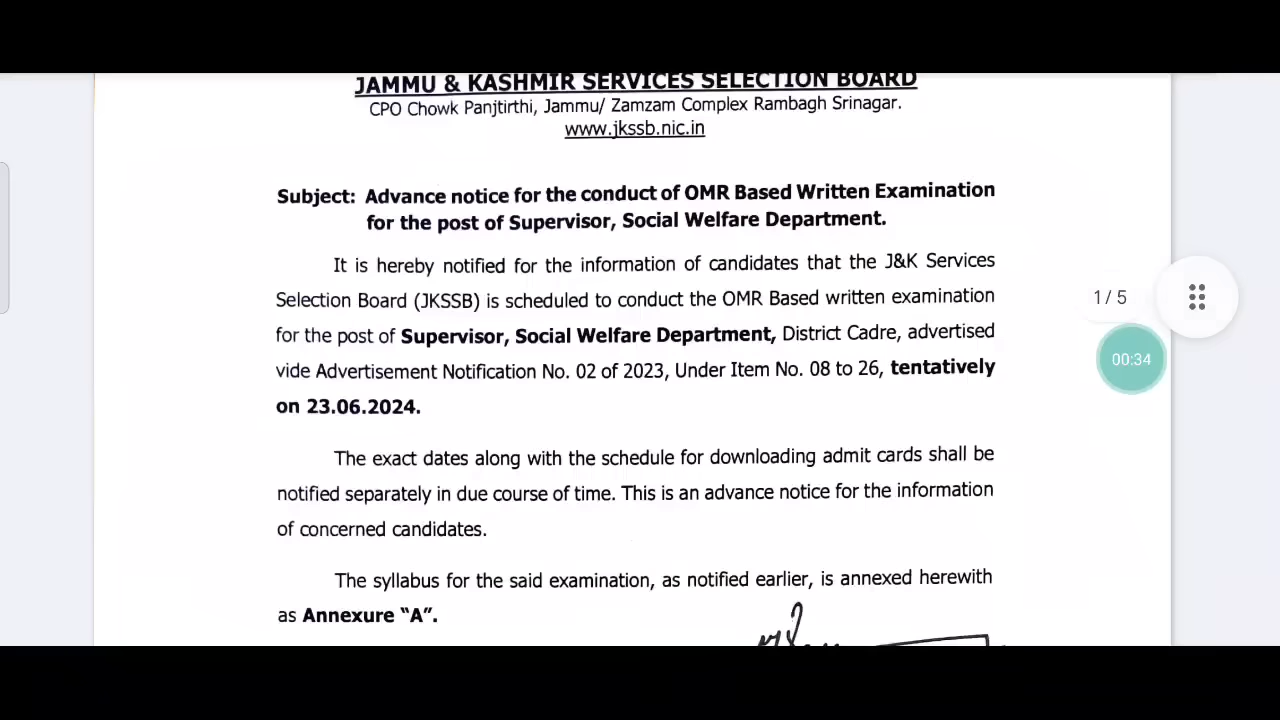 JAMMU & KASHMIR SERVICES SELECTION BOARD
CPO Chowk Panjtirthi, Jammu/ Zamzam Complex Rambagh Srinagar.
www.jkssb.nic.in
Subject: Advance notice for the conduct of OMR Based Written Examination
for the post of Supervisor, Social Welfare Department.
It is hereby notified for the information of candidates that the J&K Services
Selection Board (JKSSB) is scheduled to conduct the OMR Based written examination
for the post of Supervisor, Social Welfare Department, District Cadre, advertised
vide Advertisement Notification No. 02 of 2023, Under Item No. 08 to 26, tentatively
on 23.06.2024.
1 / 5
00:34
The exact dates along with the schedule for downloading admit cards shall be
notified separately in due course of time. This is an advance notice for the information
of concerned candidates.
The syllabus for the said examination, as notified earlier, is annexed herewith
as Annexure “A”.